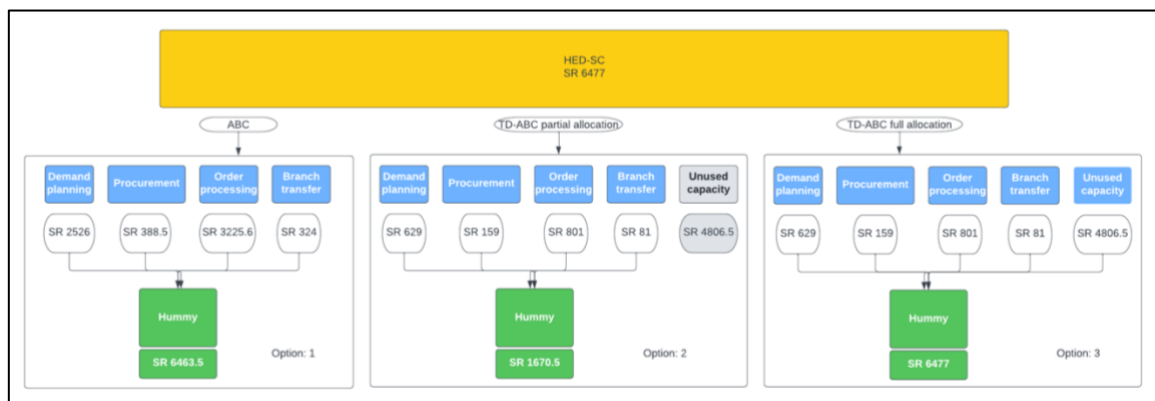 HED-SC
SR 6477
ABC
TD-ABC partial allocation
TD-ABC full allocation
Demand
planning
Procurement
Order
processing
Branch
transfer
SR 2526
SR 388.5
SR 3225.6
SR 324
Hummy
SR 6463.5
Option: 1
Demand
planning
Procurement
Order
processing
Branch
transfer
Unused
capacity
SR 629
SR 159
SR 801
SR 81
SR 4806.5
Hummy
SR 1670.5
Option: 2
Demand
planning
Procurement
Order
processing
Branch
transfer
Unused
capacity
SR 629
SR 159
SR 801
SR 81
SR 4806.5
Hummy
SR 6477
Option: 3